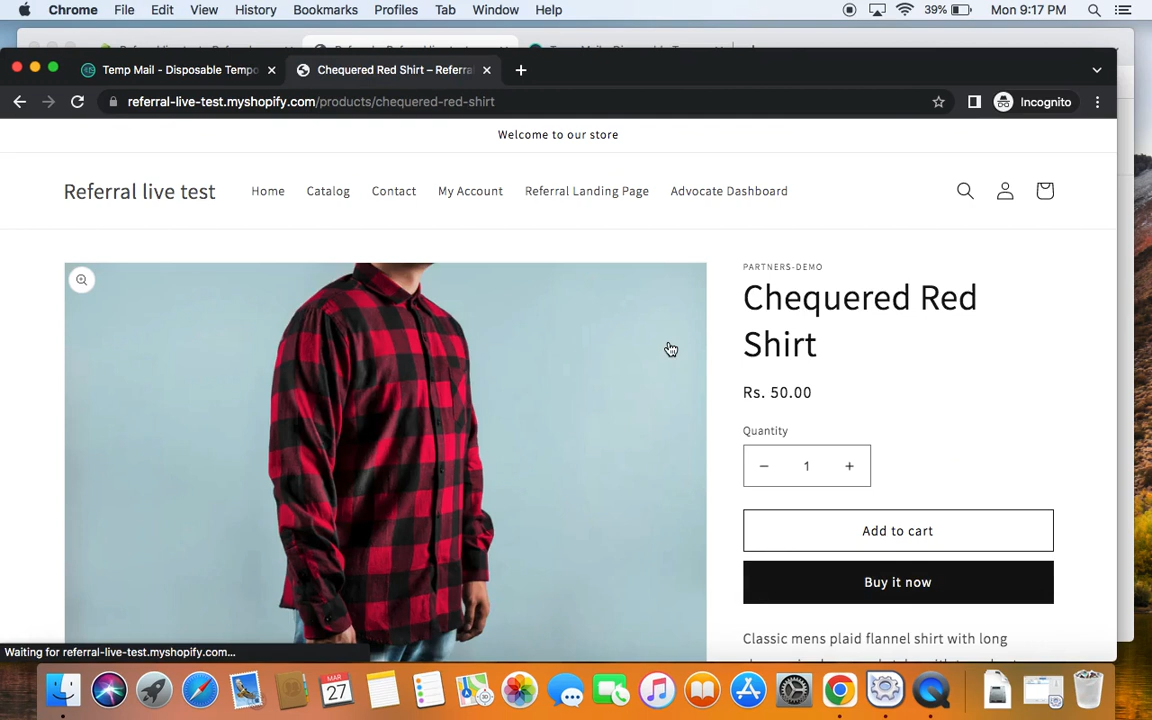 Chrome File Edit View History Bookmarks Profiles Tab Window Help 39% Mon 9:17 PM
Temp Mail - Disposable Tempo Chequered Red Shirt – Referra
referral-live-test.myshopify.com/products/chequered-red-shirt Incognito
Welcome to our store
Referral live test Home Catalog Contact My Account Referral Landing Page Advocate Dashboard
PARTNERS-DEMO
Chequered Red
Shirt
Rs. 50.00
Quantity
1
Add to cart
Buy it now
Classic mens plaid flannel shirt with long
Waiting for referral-live-test.myshopify.com...
MAR
27